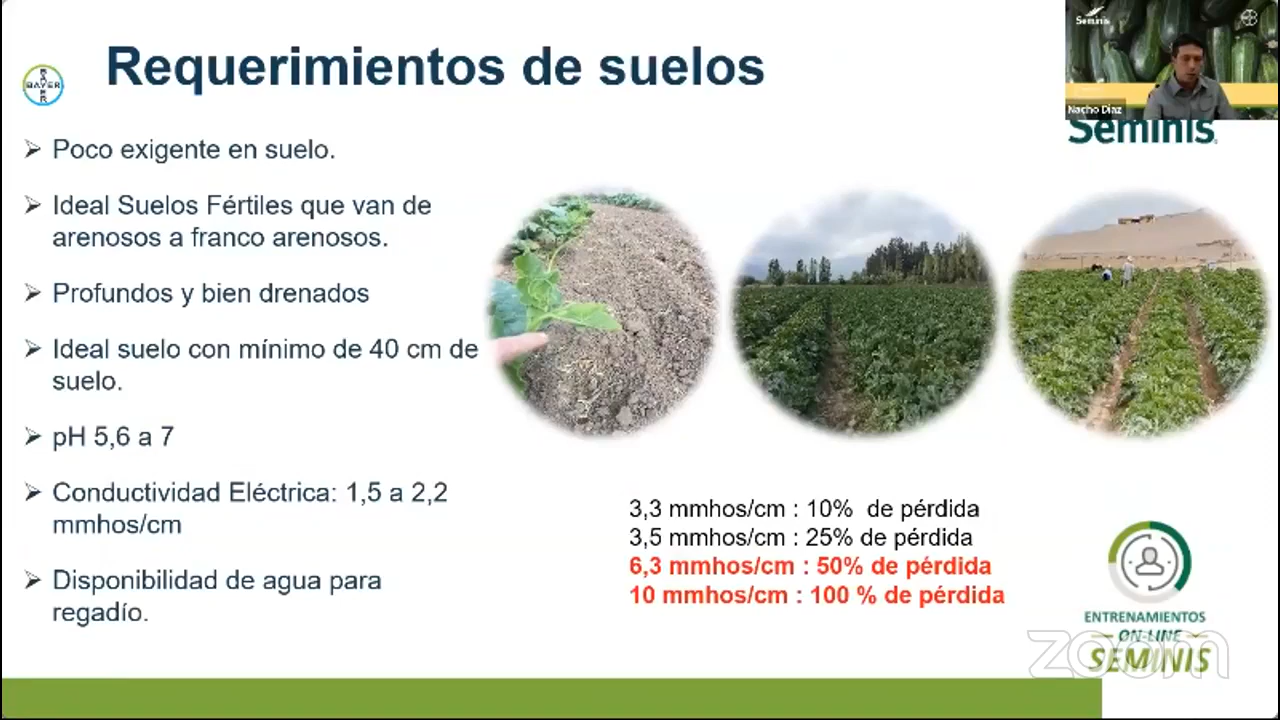 Requerimientos de suelos
BAYER
BAYER
Seminis
Nacho Diaz
Seminis
Poco exigente en suelo.
Ideal Suelos Fértiles que van de
arenosos a franco arenosos.
Profundos y bien drenados
Ideal suelo con mínimo de 40 cm de
suelo.
pH 5,6 a 7
Conductividad Eléctrica: 1,5 a 2,2
mmhos/cm
Disponibilidad de agua para
regadío.
3,3 mmhos/cm : 10% de pérdida
3,5 mmhos/cm : 25% de pérdida
6,3 mmhos/cm : 50% de pérdida
10 mmhos/cm : 100 % de pérdida
ENTRENAMIENTOS
ON-LINE
SEMINIS
zoom